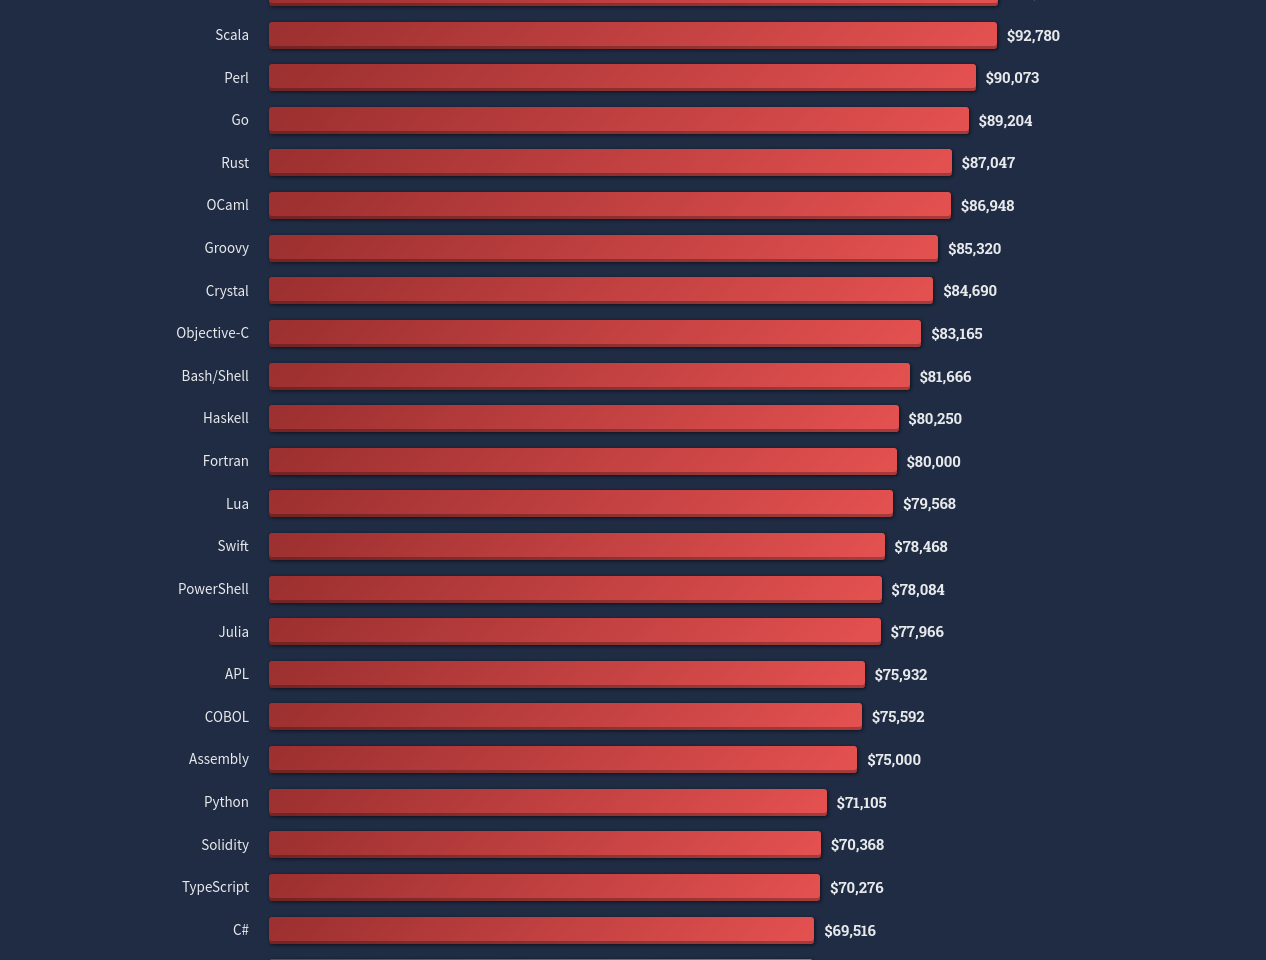 Scala $92,780
Perl $90,073
Go $89,204
Rust $87,047
OCaml $86,948
Groovy $85,320
Crystal $84,690
Objective-C $83,165
Bash/Shell $81,666
Haskell $80,250
Fortran $80,000
Lua $79,568
Swift $78,468
PowerShell $78,084
Julia $77,966
APL $75,932
COBOL $75,592
Assembly $75,000
Python $71,105
Solidity $70,368
TypeScript $70,276
C# $69,516